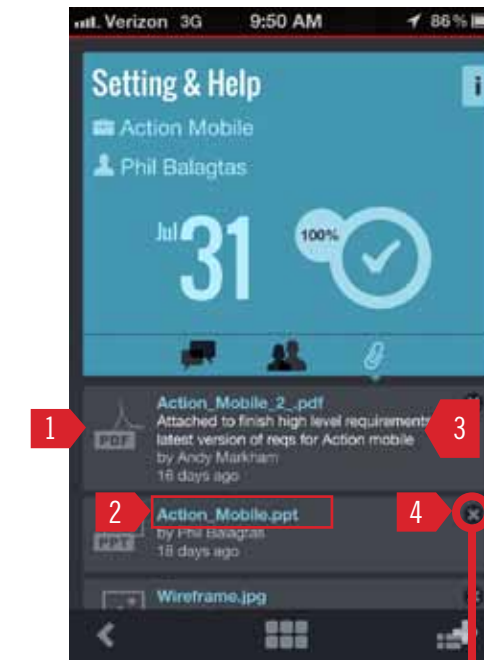 Verizon 3G 9:50 AM 86%
Setting & Help
i
Action Mobile
Phil Balagtas
Jul 31
100%
Action_Mobile_2_.pdf
1 PDF Attached to finish high level requirements 3
latest version of reqs for Action mobile
by Andy Markham
16 days ago
2 Action_Mobile.ppt 4
PPT by Phil Balagtas
18 days ago
Wireframe.jpg